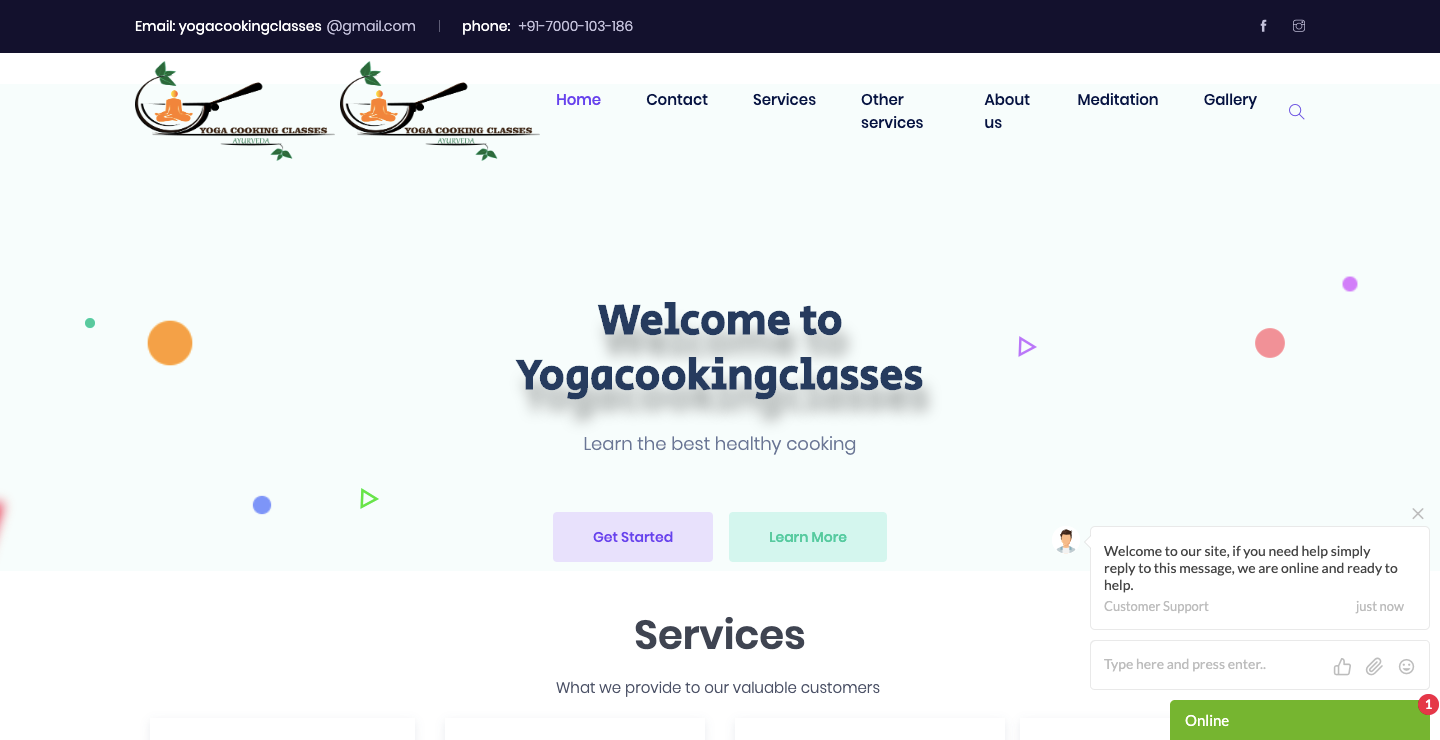 Email: yogacookingclasses @gmail.com phone: +91-7000-103-186
YOGA COOKING CLASSES
AYURVEDA
YOGA COOKING CLASSES
AYURVEDA
Home Contact Services Other services About us Meditation Gallery
Welcome to
Yogacookingclasses
Learn the best healthy cooking
Get Started Learn More
Welcome to our site, if you need help simply
reply to this message, we are online and ready to
help.
Customer Support just now
Type here and press enter..
1
Online
Services
What we provide to our valuable customers